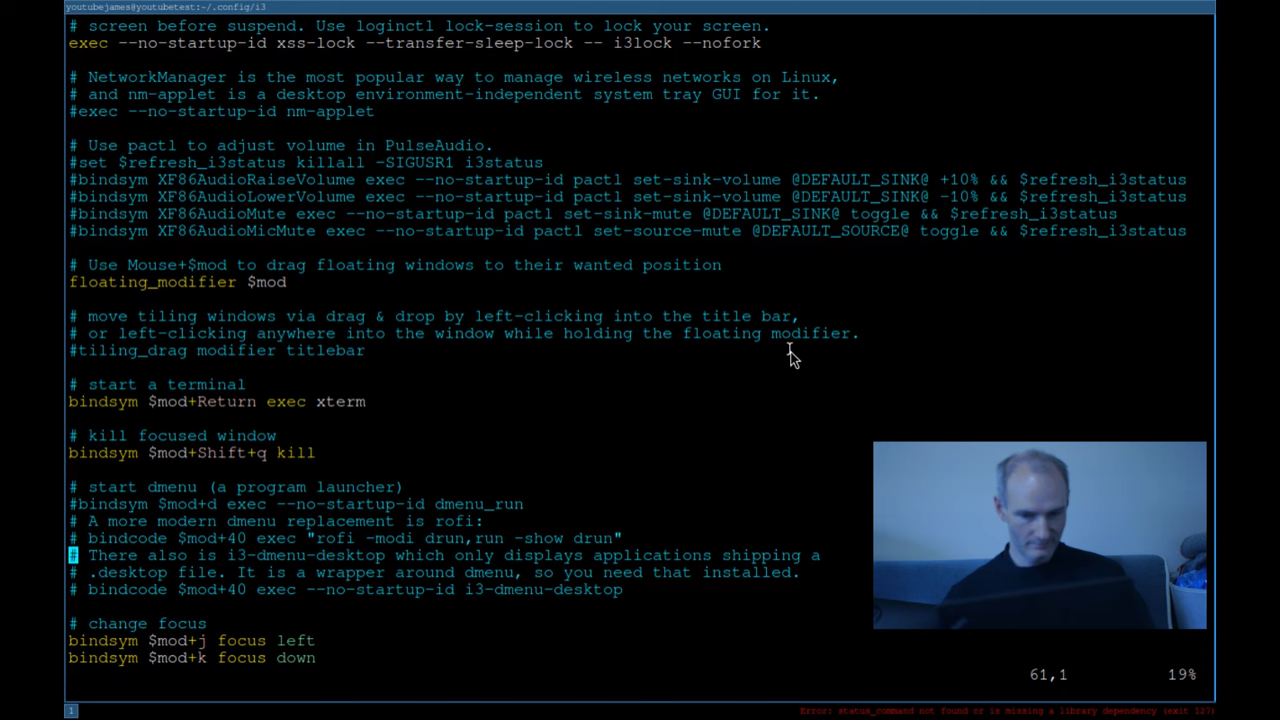 youtubejames@youtubetest:~/.config/i3
# screen before suspend. Use loginctl lock-session to lock your screen.
exec --no-startup-id xss-lock --transfer-sleep-lock -- i3lock --nofork
# NetworkManager is the most popular way to manage wireless networks on Linux,
# and nm-applet is a desktop environment-independent system tray GUI for it.
#exec --no-startup-id nm-applet
# Use pactl to adjust volume in PulseAudio.
#set $refresh_i3status killall -SIGUSR1 i3status
#bindsym XF86AudioRaiseVolume exec --no-startup-id pactl set-sink-volume @DEFAULT_SINK@ +10% && $refresh_i3status
#bindsym XF86AudioLowerVolume exec --no-startup-id pactl set-sink-volume @DEFAULT_SINK@ -10% && $refresh_i3status
#bindsym XF86AudioMute exec --no-startup-id pactl set-sink-mute @DEFAULT_SINK@ toggle && $refresh_i3status
#bindsym XF86AudioMicMute exec --no-startup-id pactl set-source-mute @DEFAULT_SOURCE@ toggle && $refresh_i3status
# Use Mouse+$mod to drag floating windows to their wanted position
floating_modifier $mod
# move tiling windows via drag & drop by left-clicking into the title bar,
# or left-clicking anywhere into the window while holding the floating modifier.
#tiling_drag modifier titlebar
# start a terminal
bindsym $mod+Return exec xterm
# kill focused window
bindsym $mod+Shift+q kill
# start dmenu (a program launcher)
#bindsym $mod+d exec --no-startup-id dmenu_run
# A more modern dmenu replacement is rofi:
# bindcode $mod+40 exec "rofi -modi drun,run -show drun"
# There also is i3-dmenu-desktop which only displays applications shipping a
# .desktop file. It is a wrapper around dmenu, so you need that installed.
# bindcode $mod+40 exec --no-startup-id i3-dmenu-desktop
# change focus
bindsym $mod+j focus left
bindsym $mod+k focus down
61,1 19%
1
Error: status_command not found or is missing a library dependency (exit 127)